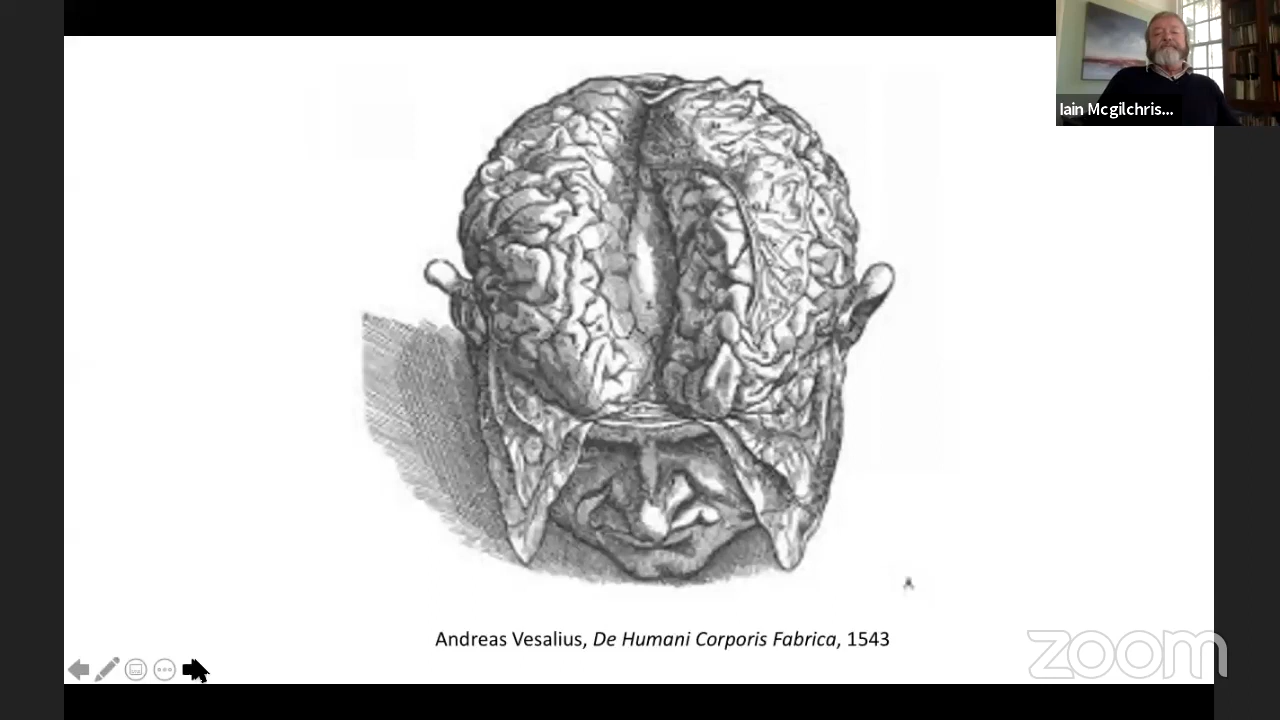 Iain Mcgilchris...
Andreas Vesalius, De Humani Corporis Fabrica, 1543
zoom